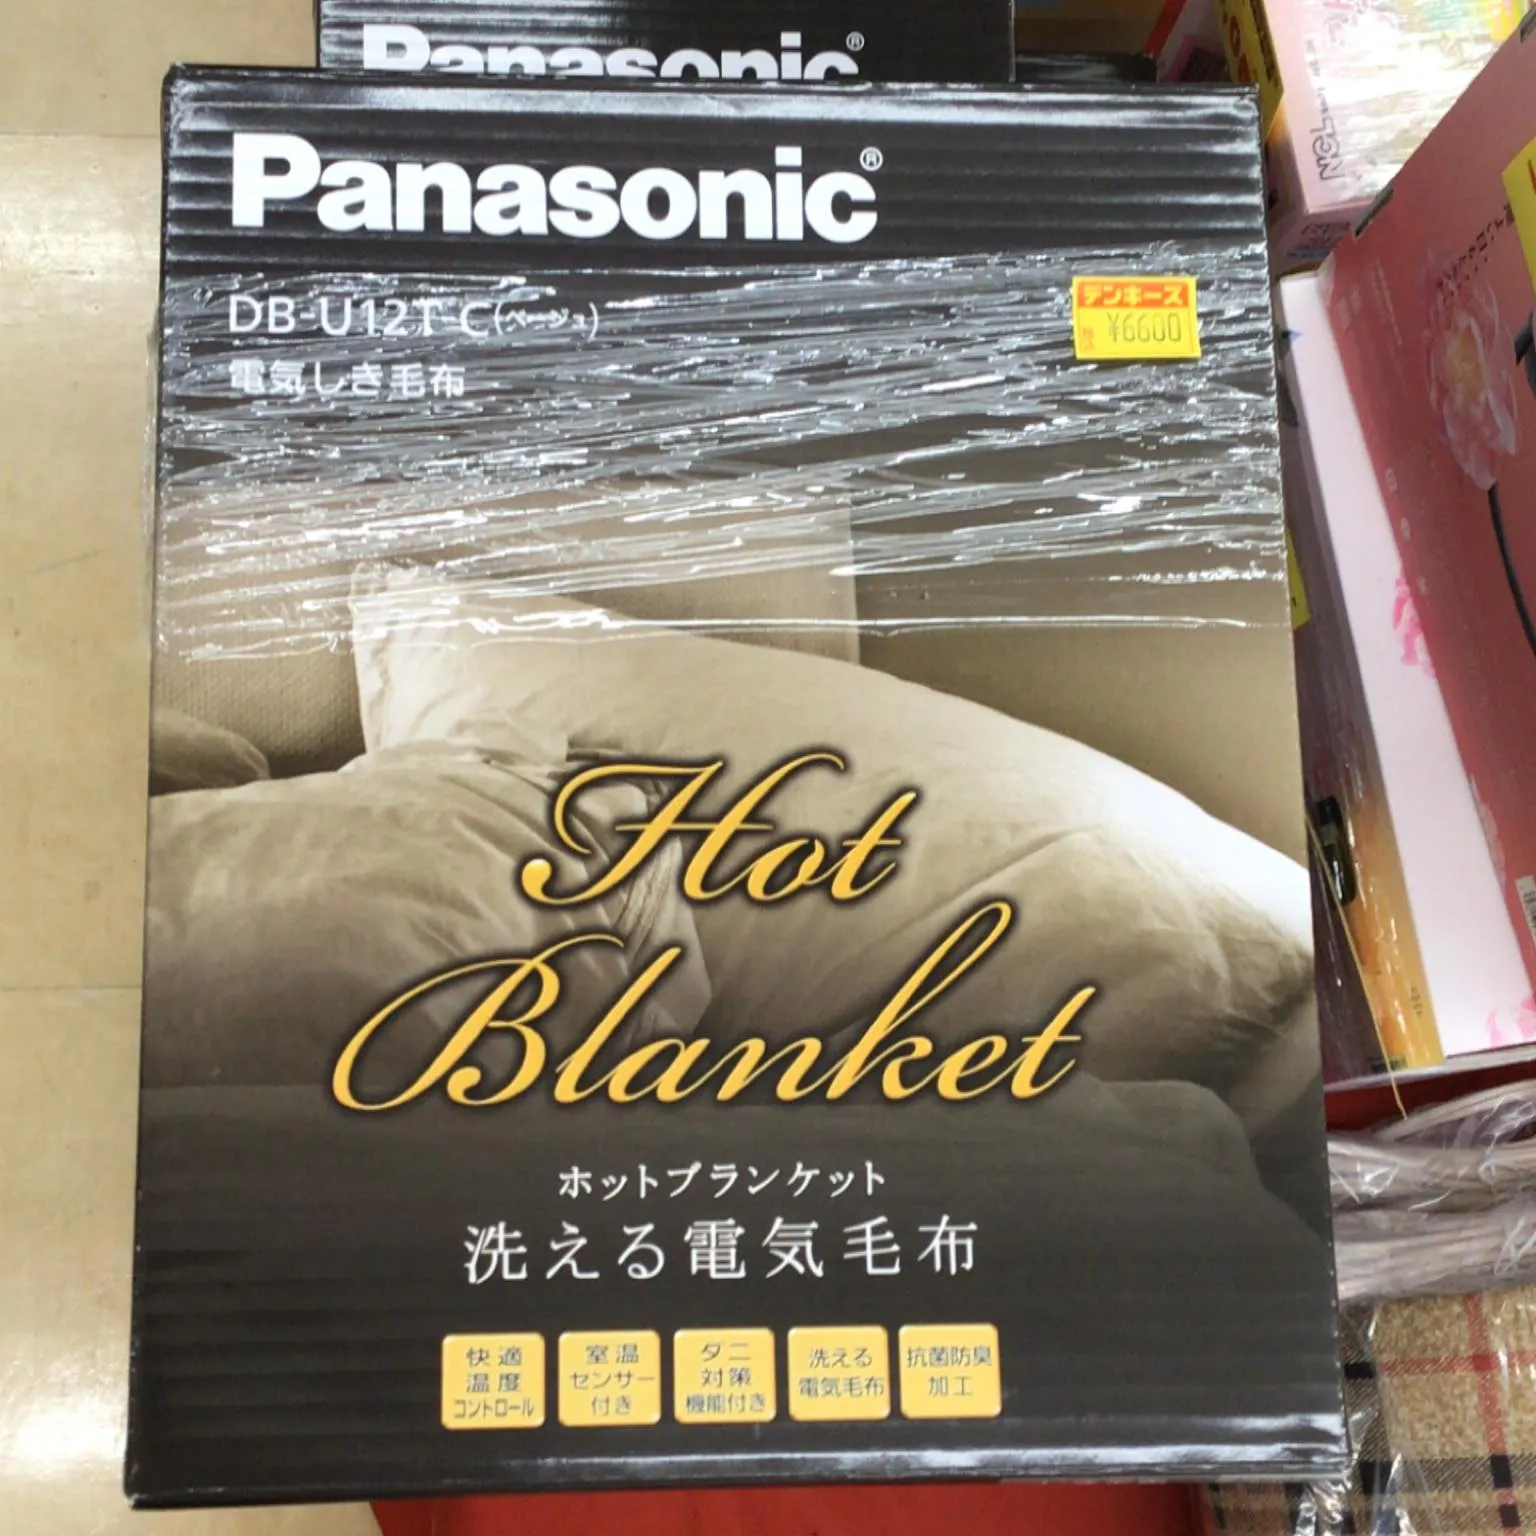 Panasonic®
Panasonic®
DB-U12T-C(ベージュ)
電気しき毛布
デンキーズ
税込 ¥6600
Hot
Blanket
ホットブランケット
洗える電気毛布
快適
温度
コントロール
室温
センサー
付き
ダニ
対策
機能付き
洗える
電気毛布
抗菌防臭
加工